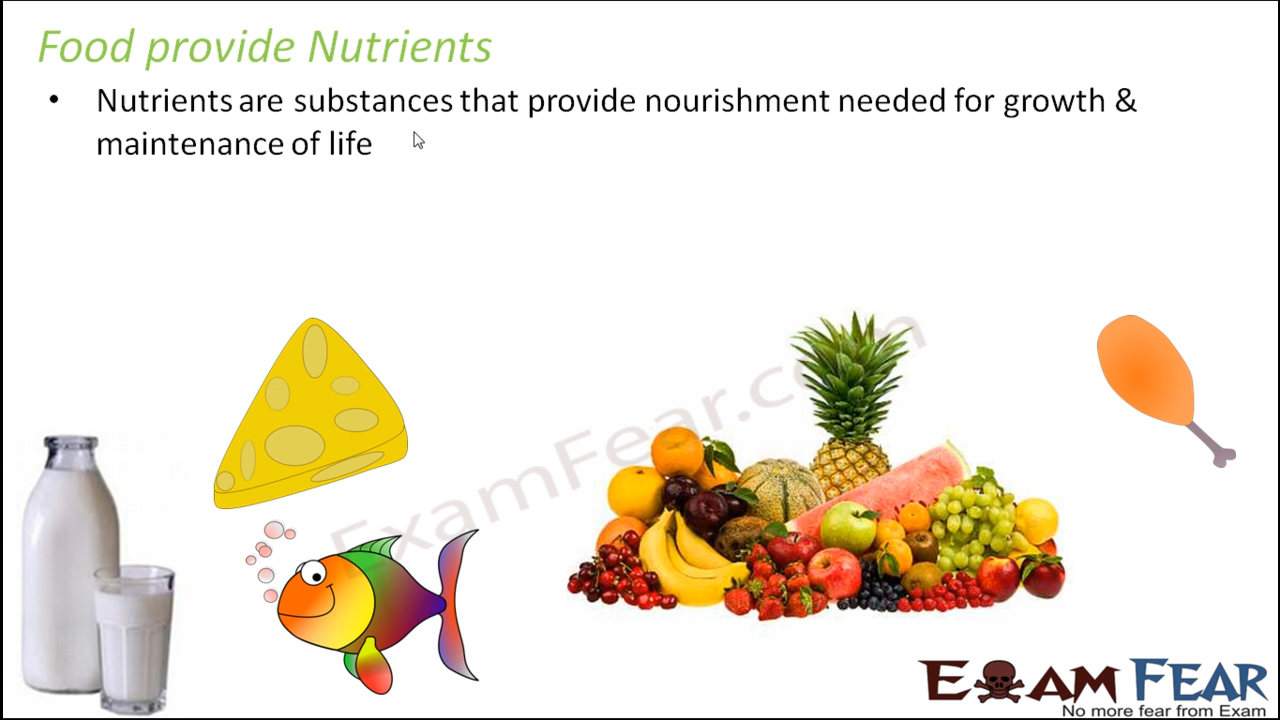 Food provide Nutrients
• Nutrients are substances that provide nourishment needed for growth &
maintenance of life
ExamFear.com
EXAM FEAR
No more fear from Exam